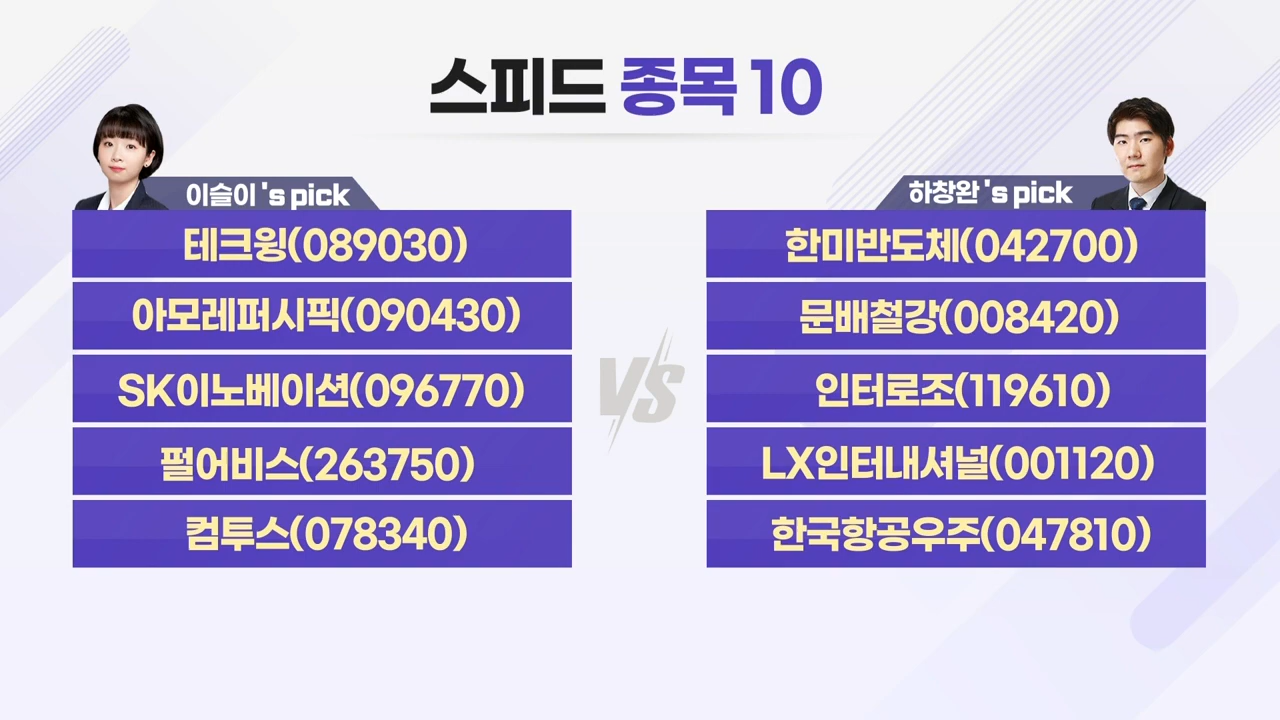 스피드 종목 10
이슬이 's pick
테크윙(089030)
아모레퍼시픽(090430)
SK이노베이션(096770)
펄어비스(263750)
컴투스(078340)
VS
하창완 's pick
한미반도체(042700)
문배철강(008420)
인터로조(119610)
LX인터내셔널(001120)
한국항공우주(047810)